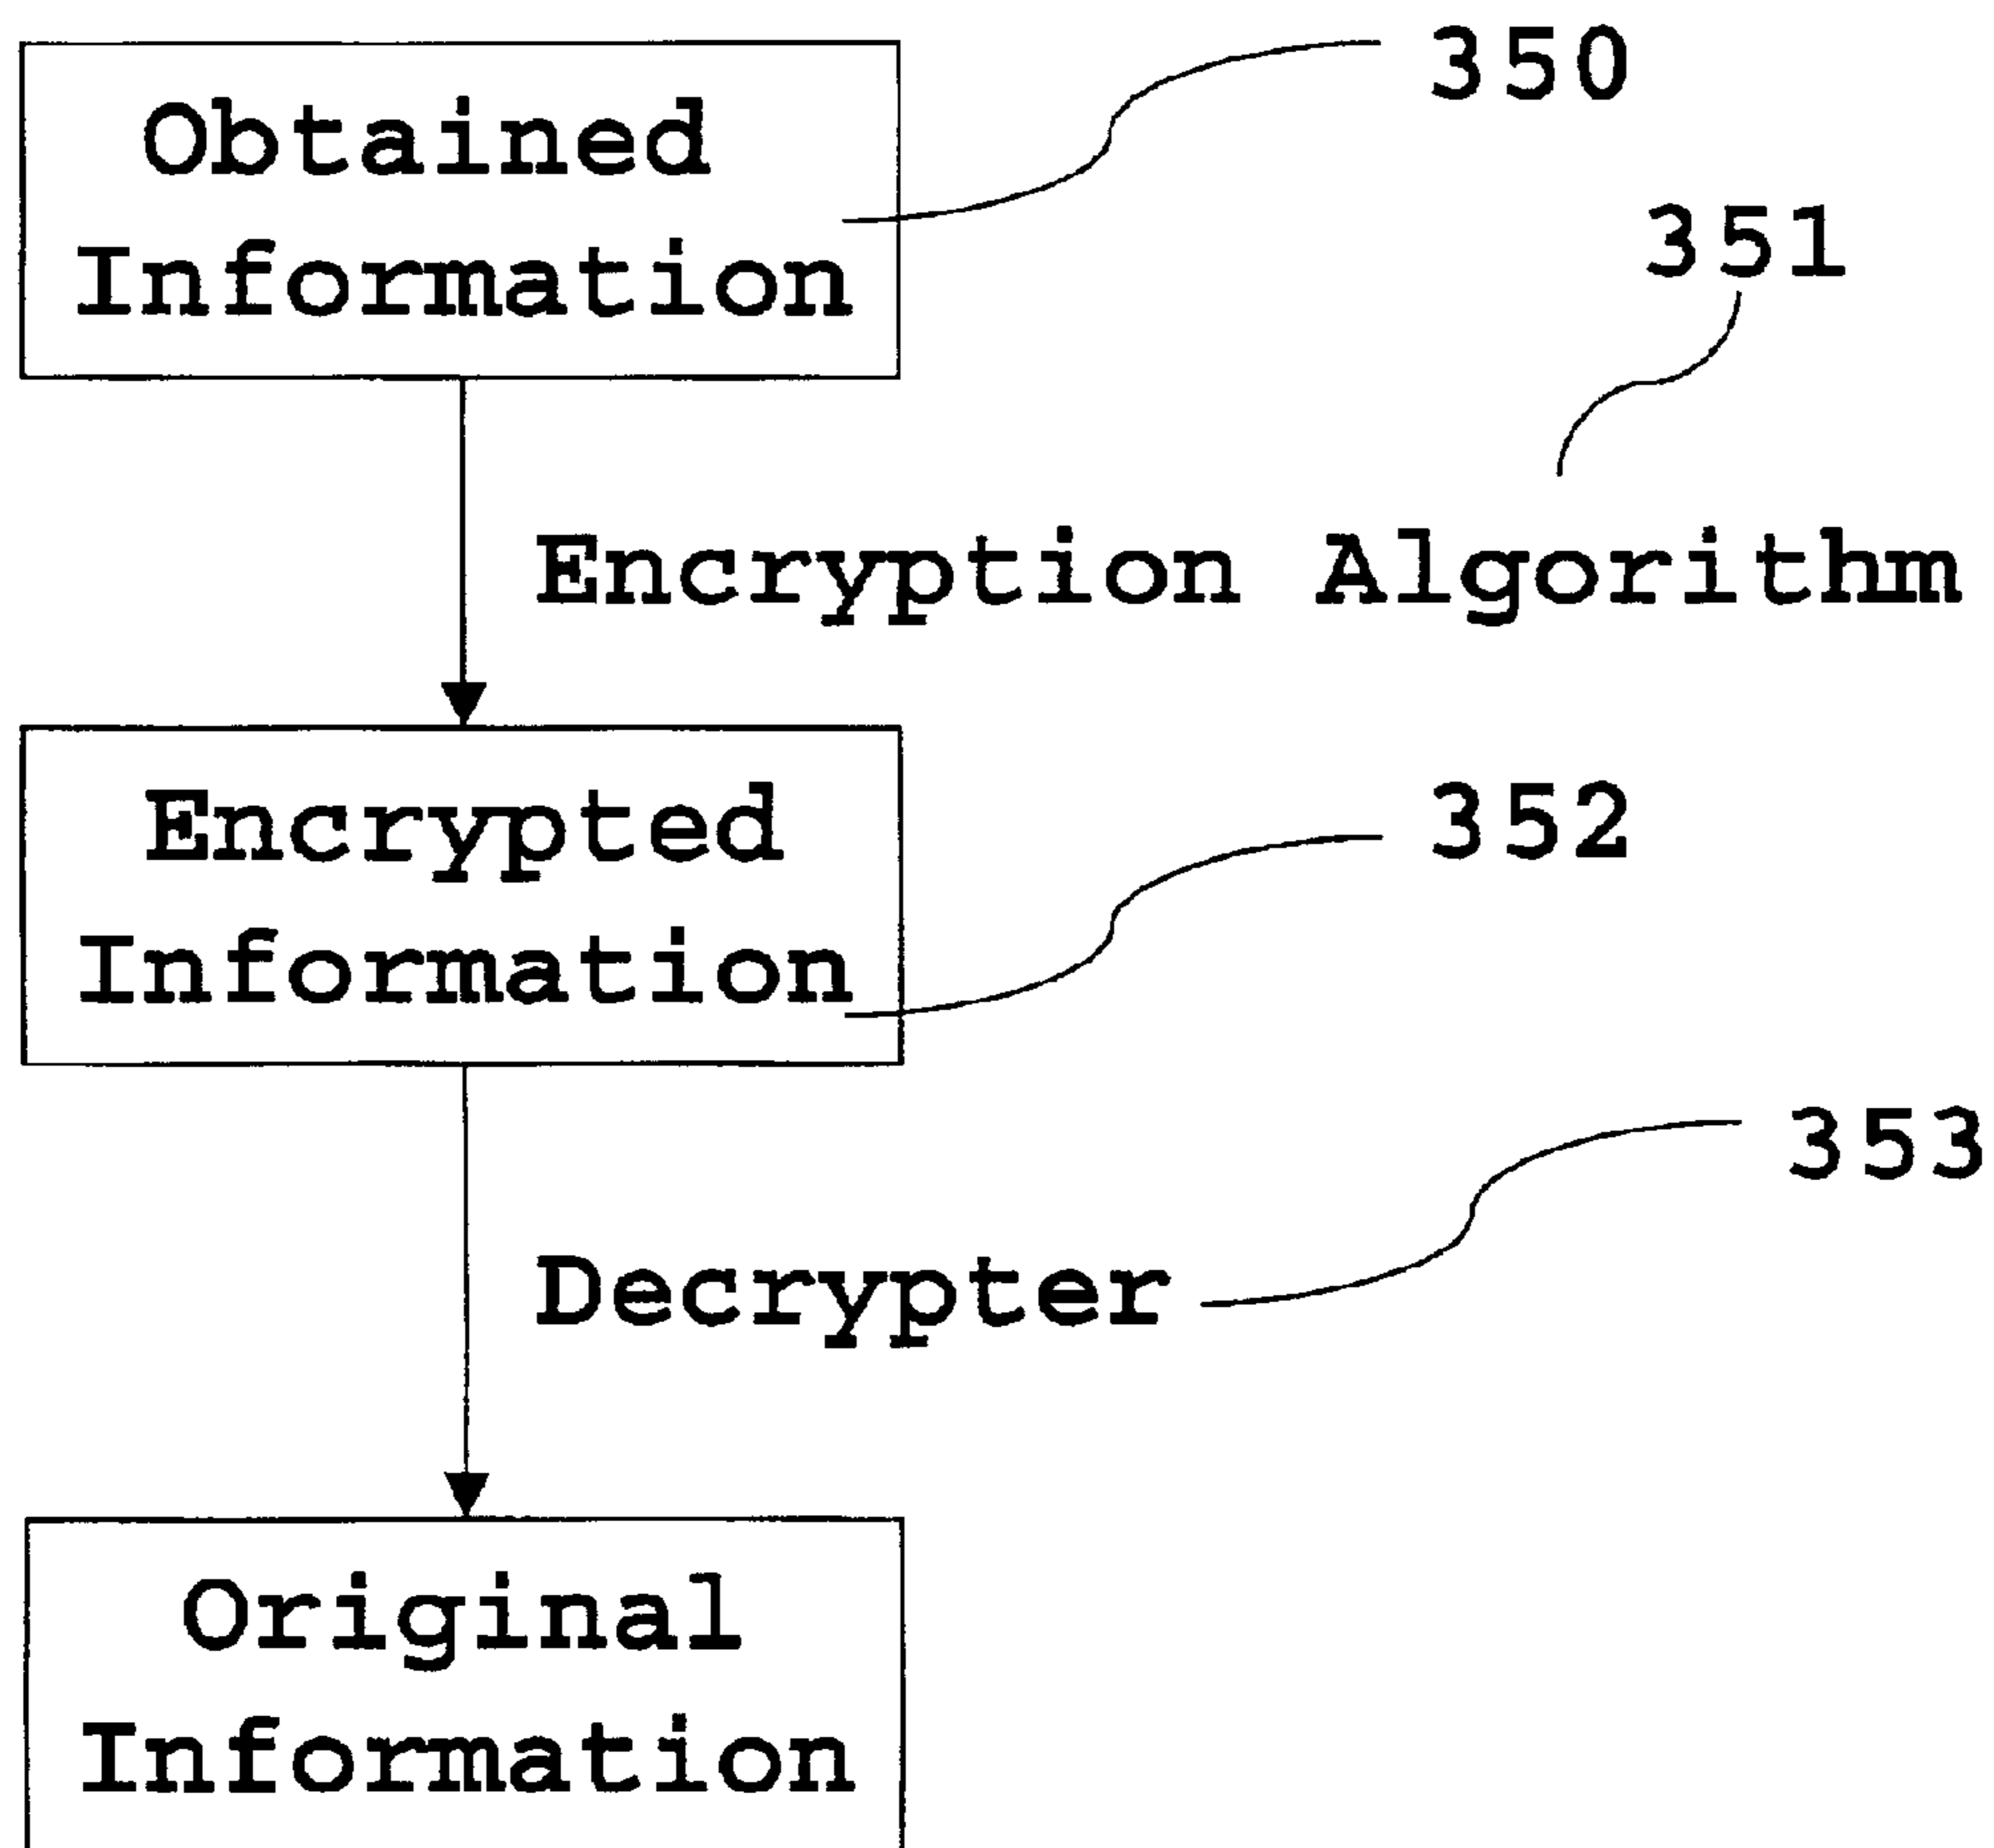 350
Obtained
Information
351
Encryption Algorithm
Encrypted
352
Information
353
Decrypter
Original
Information